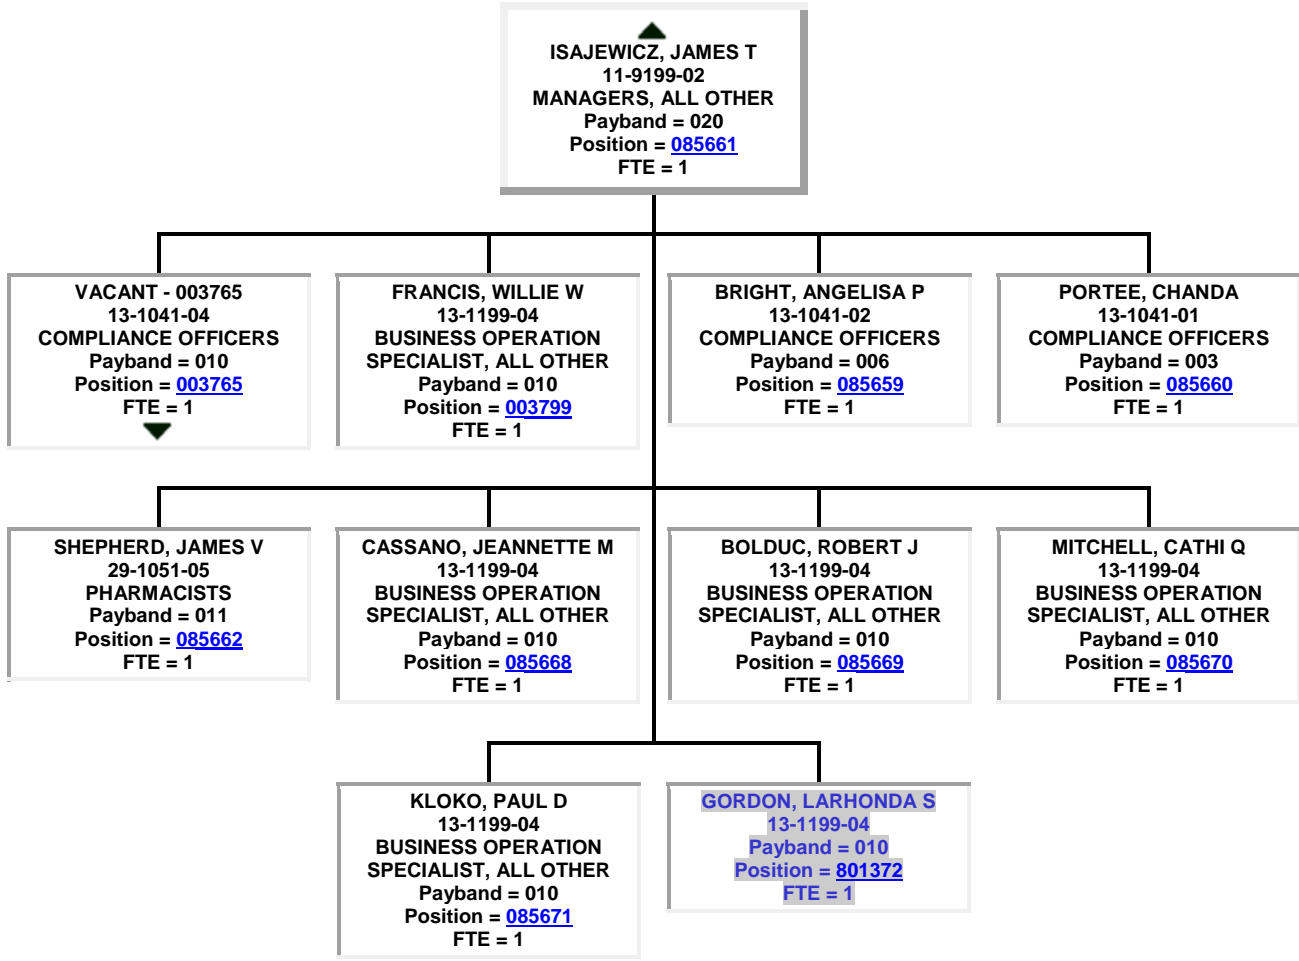 ISAJEWICZ, JAMES T
11-9199-02
MANAGERS, ALL OTHER
Payband = 020
Position = 085661
FTE = 1
VACANT - 003765
13-1041-04
COMPLIANCE OFFICERS
Payband = 010
Position = 003765
FTE = 1
FRANCIS, WILLIE W
13-1199-04
BUSINESS OPERATION
SPECIALIST, ALL OTHER
Payband = 010
Position = 003799
FTE = 1
BRIGHT, ANGELISA P
13-1041-02
COMPLIANCE OFFICERS
Payband = 006
Position = 085659
FTE = 1
PORTEE, CHANDA
13-1041-01
COMPLIANCE OFFICERS
Payband = 003
Position = 085660
FTE = 1
SHEPHERD, JAMES V
29-1051-05
PHARMACISTS
Payband = 011
Position = 085662
FTE = 1
CASSANO, JEANNETTE M
13-1199-04
BUSINESS OPERATION
SPECIALIST, ALL OTHER
Payband = 010
Position = 085668
FTE = 1
BOLDUC, ROBERT J
13-1199-04
BUSINESS OPERATION
SPECIALIST, ALL OTHER
Payband = 010
Position = 085669
FTE = 1
MITCHELL, CATHI Q
13-1199-04
BUSINESS OPERATION
SPECIALIST, ALL OTHER
Payband = 010
Position = 085670
FTE = 1
KLOKO, PAUL D
13-1199-04
BUSINESS OPERATION
SPECIALIST, ALL OTHER
Payband = 010
Position = 085671
FTE = 1
GORDON, LARHONDA S
13-1199-04
Payband = 010
Position = 801372
FTE = 1